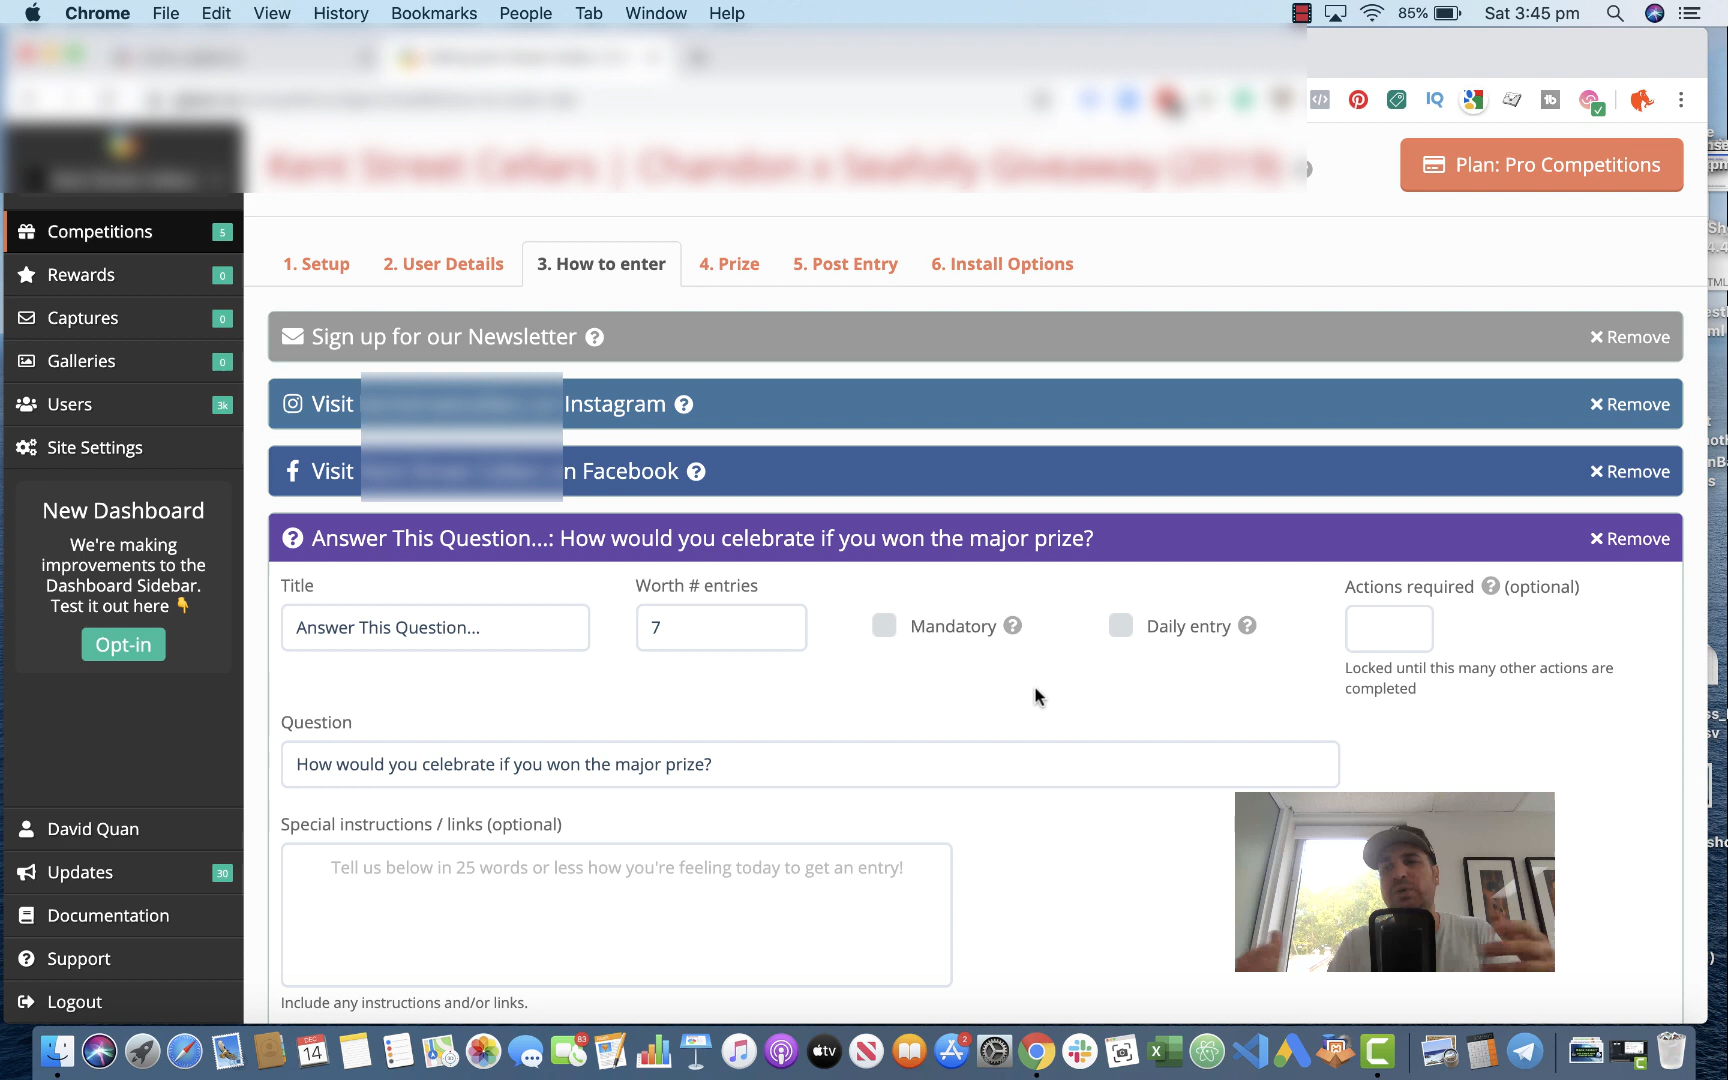 Chrome File Edit View History Bookmarks People Tab Window Help 85% Sat 3:45 pm
Kent Street Cellars | Chandon x Seafolly Giveaway (2019)
Plan: Pro Competitions
Competitions 5
Rewards 0
Captures 0
Galleries 0
Users 3k
Site Settings
New Dashboard
We're making
improvements to the
Dashboard Sidebar.
Test it out here
Opt-in
David Quan
Updates 30
Documentation
Support
Logout
1. Setup 2. User Details 3. How to enter 4. Prize 5. Post Entry 6. Install Options
Sign up for our Newsletter Remove
Visit Instagram Remove
Visit n Facebook Remove
Answer This Question...: How would you celebrate if you won the major prize? Remove
Title Worth # entries Actions required (optional)
Answer This Question... 7 Mandatory Daily entry
Locked until this many other actions are
completed
Question
How would you celebrate if you won the major prize?
Special instructions / links (optional)
Tell us below in 25 words or less how you're feeling today to get an entry!
Include any instructions and/or links.